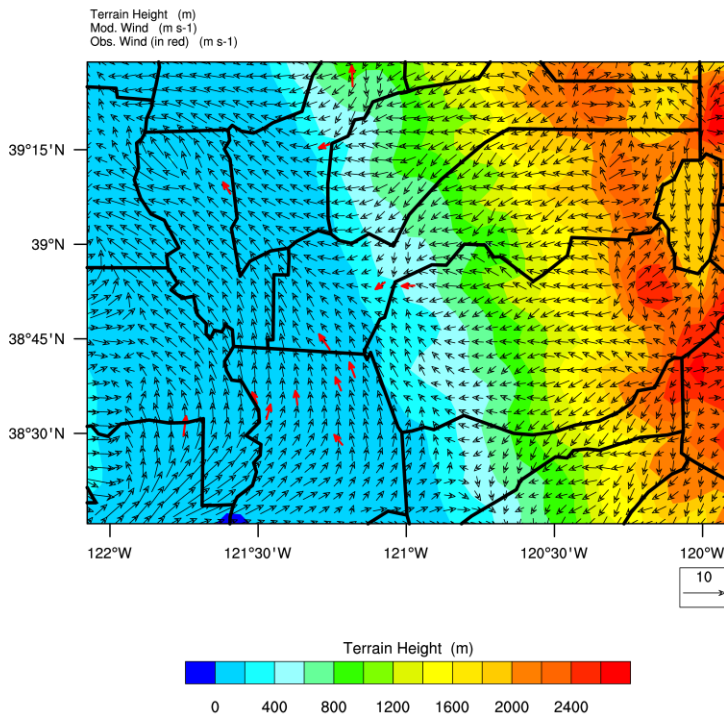 Terrain Height (m)
Mod. Wind (m s-1)
Obs. Wind (in red) (m s-1)
39°15'N
39°N
38°45'N
38°30'N
122°W 121°30'W 121°W 120°30'W 120°W
10
Terrain Height (m)
0 400 800 1200 1600 2000 2400